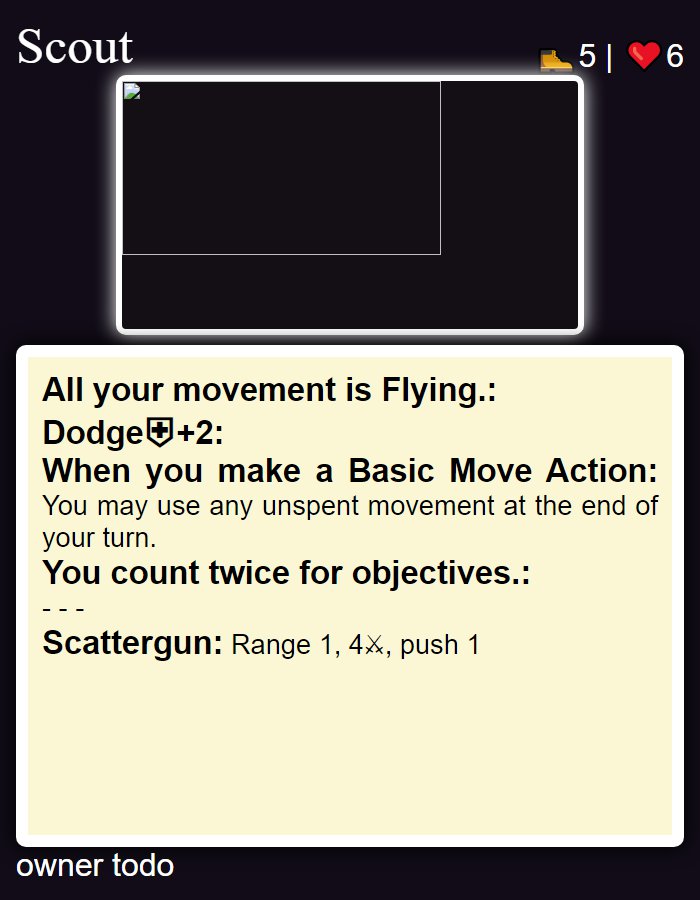 Scout
🥾5 | ❤️6
All your movement is Flying.:
Dodge⛨+2:
When you make a Basic Move Action:
You may use any unspent movement at the end of
your turn.
You count twice for objectives.:
- - -
Scattergun: Range 1, 4⚔, push 1
owner todo